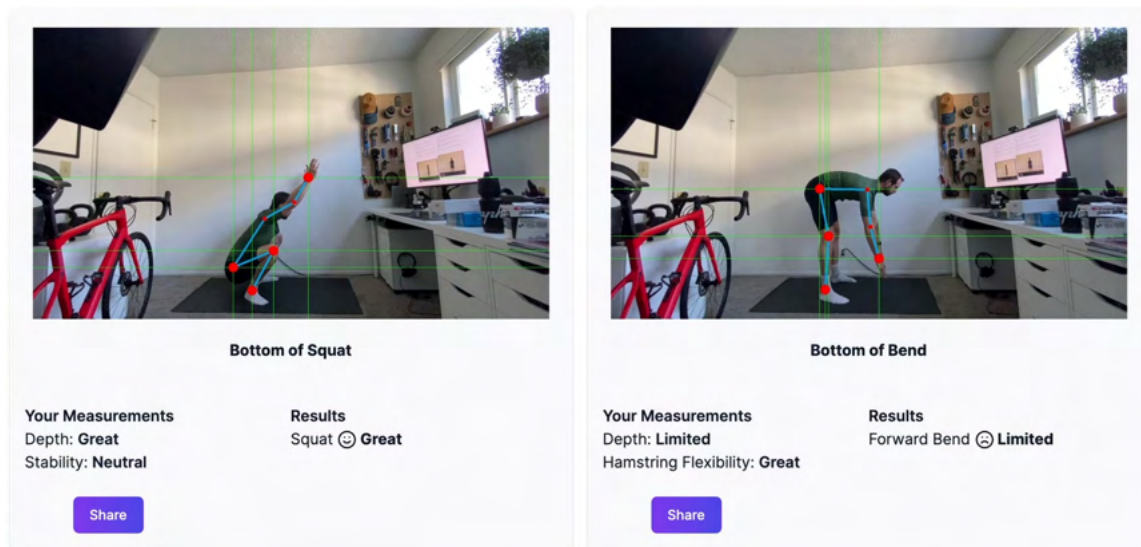 Bottom of Squat
Your Measurements
Depth: Great
Stability: Neutral
Results
Squat Great
Share
Bottom of Bend
Your Measurements
Depth: Limited
Hamstring Flexibility: Great
Results
Forward Bend Limited
Share